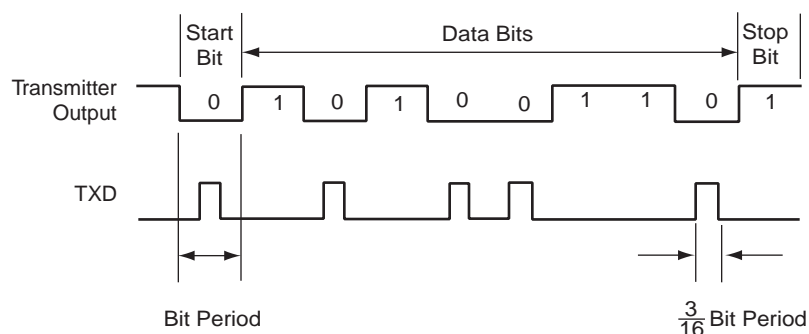 Start
Bit
Data Bits
Stop
Bit
Transmitter
Output
0 1 0 1 0 0 1 1 0 1
TXD
Bit Period
3/16 Bit Period